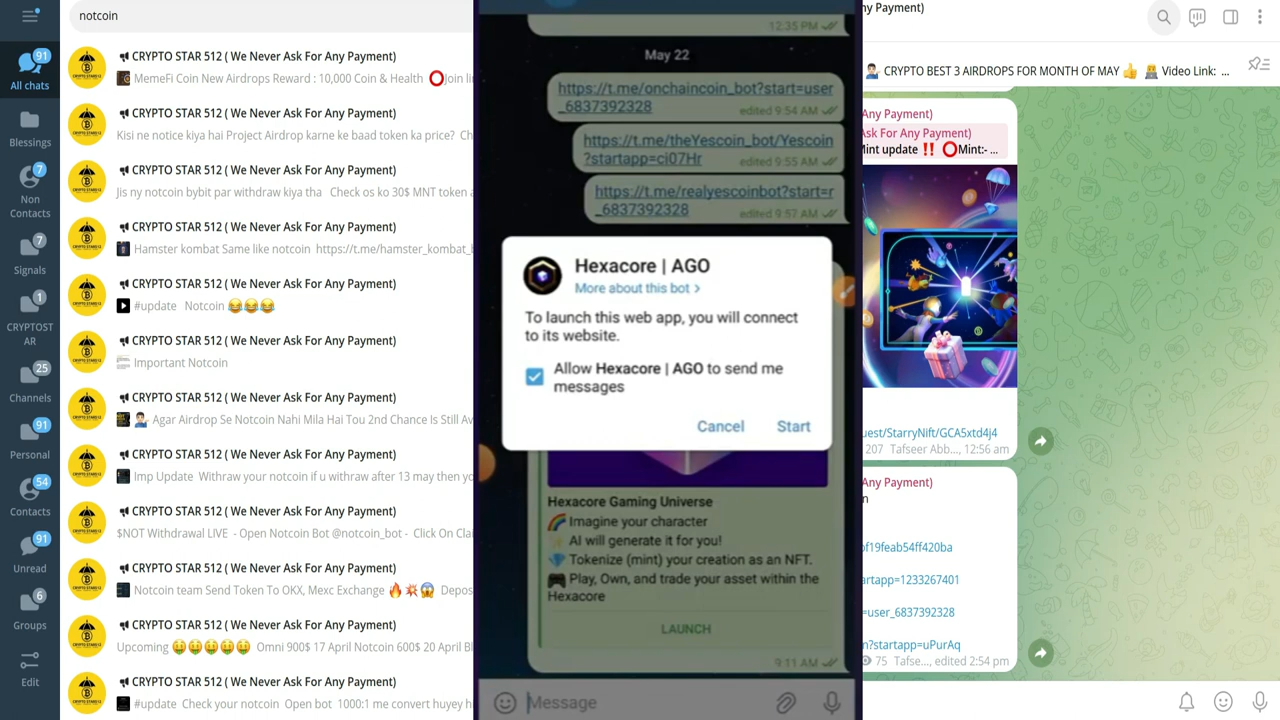 notcoin
91
All chats
Blessings
7
Non
Contacts
7
Signals
1
CRYPTOST
AR
25
Channels
91
Personal
54
Contacts
91
Unread
6
Groups
Edit
CRYPTO STAR 512 ( We Never Ask For Any Payment)
MemeFi Coin New Airdrops Reward : 10,000 Coin & Health ⭕Join
CRYPTO STAR 512 ( We Never Ask For Any Payment)
Kisi ne notice kiya hai Project Airdrop karne ke baad token ka price?
CRYPTO STAR 512 ( We Never Ask For Any Payment)
Jis ny notcoin bybit par withdraw kiya tha Check os ko 30$ MNT token
CRYPTO STAR 512 ( We Never Ask For Any Payment)
Hamster kombat Same like notcoin https://t.me/hamster_kombat_
CRYPTO STAR 512 ( We Never Ask For Any Payment)
#update Notcoin 😂😂😂
CRYPTO STAR 512 ( We Never Ask For Any Payment)
Important Notcoin
CRYPTO STAR 512 ( We Never Ask For Any Payment)
Agar Airdrop Se Notcoin Nahi Mila Hai Tou 2nd Chance Is Still Av
CRYPTO STAR 512 ( We Never Ask For Any Payment)
Imp Update Withraw your notcoin if u withraw after 13 may then yo
CRYPTO STAR 512 ( We Never Ask For Any Payment)
$NOT Withdrawal LIVE - Open Notcoin Bot @notcoin_bot - Click On Clai
CRYPTO STAR 512 ( We Never Ask For Any Payment)
Notcoin team Send Token To OKX, Mexc Exchange 🔥💥😱 Depos
CRYPTO STAR 512 ( We Never Ask For Any Payment)
Upcoming 🤑🤑🤑🤑🤑 Omni 900$ 17 April Notcoin 600$ 20 April Bl
CRYPTO STAR 512 ( We Never Ask For Any Payment)
#update Check your notcoin Open bot 1000:1 me convert huyey h
12:35 PM
May 22
https://t.me/onchaincoin_bot?start=user
_6837392328
edited 9:54 AM
https://t.me/theYescoin_bot/Yescoin
?startapp=cj07Hr
edited 9:55 AM
https://t.me/realyescoinbot?start=r
_6837392328
edited 9:57 AM
Hexacore | AGO
More about this bot >
To launch this web app, you will connect
to its website.
Allow Hexacore | AGO to send me
messages
Cancel Start
Hexacore Gaming Universe
🌈 Imagine your character
✨ AI will generate it for you!
💎 Tokenize (mint) your creation as an NFT.
🎮 Play, Own, and trade your asset within the
Hexacore
LAUNCH
9:11 AM
Message
ny Payment)
CRYPTO BEST 3 AIRDROPS FOR MONTH OF MAY 👍 Video Link: ...
Any Payment)
Ask For Any Payment)
Mint update ‼️ ⭕Mint:- ...
uest/StarryNift/GCA5xtd4j4
207 Tafseer Abb..., 12:56 am
Any Payment)
n
of19feab54ff420ba
artapp=1233267401
=user_6837392328
n?startapp=uPurAq
75 Tafse..., edited 2:54 pm